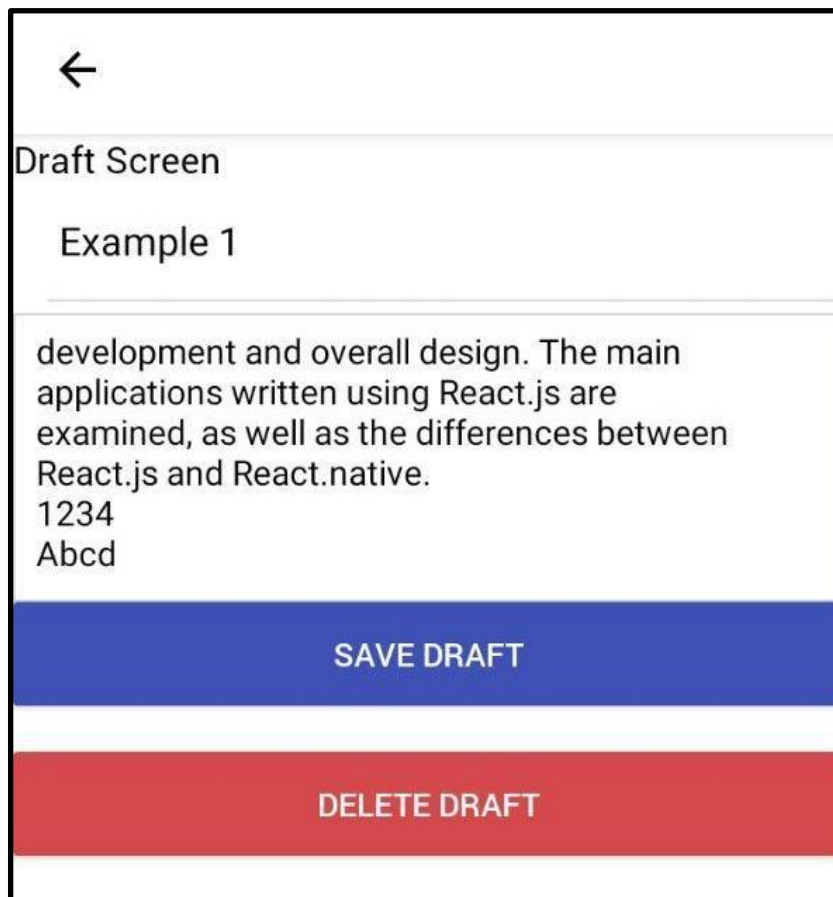 Draft Screen
Example 1
development and overall design. The main
applications written using React.js are
examined, as well as the differences between
React.js and React.native.
1234
Abcd
SAVE DRAFT
DELETE DRAFT